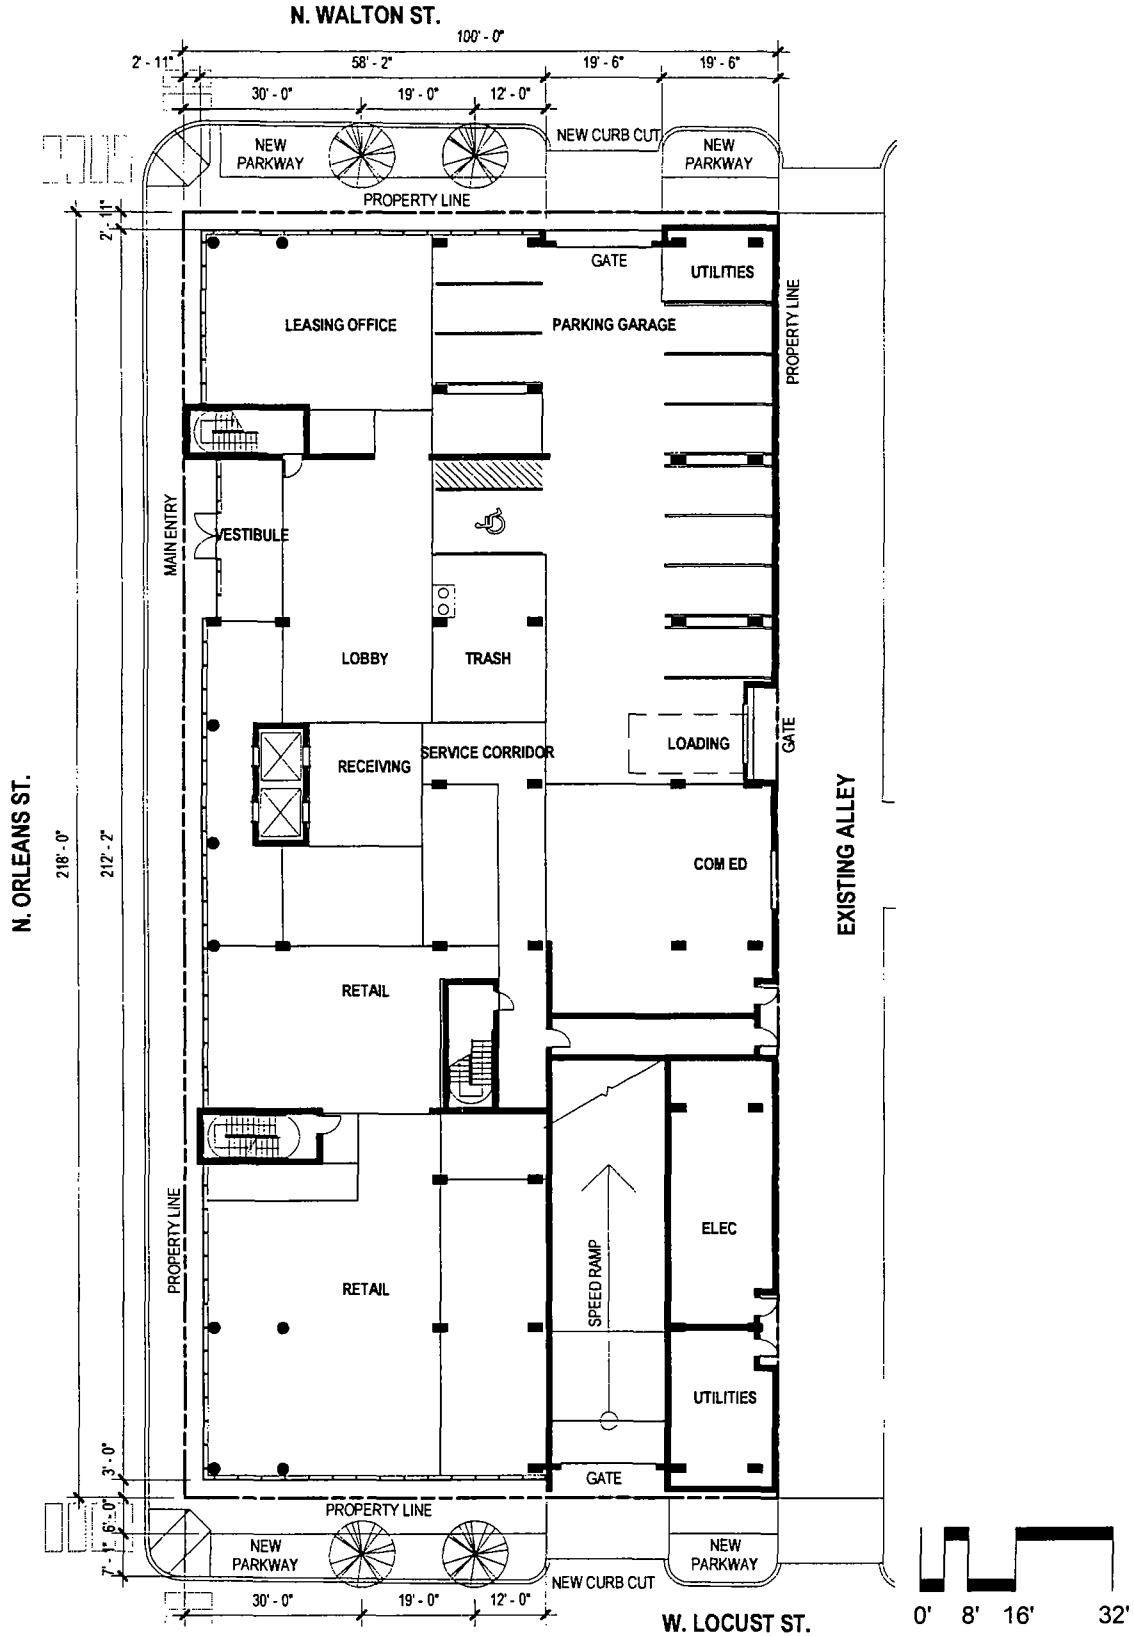 N. WALTON ST.
100' - 0"
2' - 11"
58' - 2"
19' - 6"
19' - 6"
30' - 0"
19' - 0"
12' - 0"
NEW
PARKWAY
NEW CURB CUT
NEW
PARKWAY
PROPERTY LINE
2' - 11"
GATE
UTILITIES
PROPERTY LINE
LEASING OFFICE
PARKING GARAGE
MAIN ENTRY
VESTIBULE
LOBBY
TRASH
SERVICE CORRIDOR
LOADING
GATE
RECEIVING
N. ORLEANS ST.
218' - 0"
212' - 2"
COM ED
EXISTING ALLEY
RETAIL
PROPERTY LINE
ELEC
SPEED RAMP
RETAIL
UTILITIES
3' - 0"
GATE
PROPERTY LINE
6' - 0"
NEW
PARKWAY
NEW
PARKWAY
7' - 1"
NEW CURB CUT
30' - 0"
19' - 0"
12' - 0"
W. LOCUST ST.
0' 8' 16' 32'